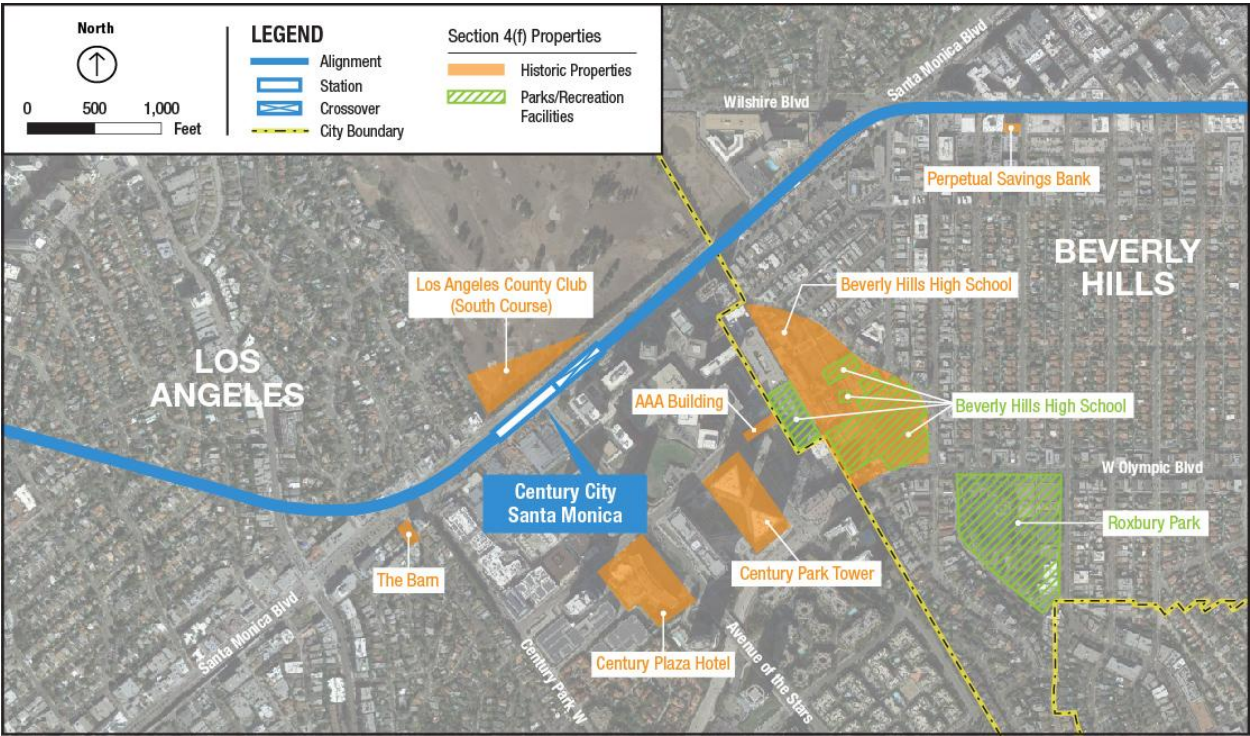 North
0 500 1,000
Feet
LEGEND
Alignment
Station
Crossover
City Boundary
Section 4(f) Properties
Historic Properties
Parks/Recreation
Facilities
Santa Monica Blvd
Wilshire Blvd
Perpetual Savings Bank
BEVERLY
HILLS
Los Angeles County Club
(South Course)
Beverly Hills High School
LOS
ANGELES
AAA Building
Beverly Hills High School
W Olympic Blvd
Century City
Santa Monica
Roxbury Park
The Barn
Century Park Tower
Santa Monica Blvd
Century Park W
Century Plaza Hotel
Avenue of the Stars